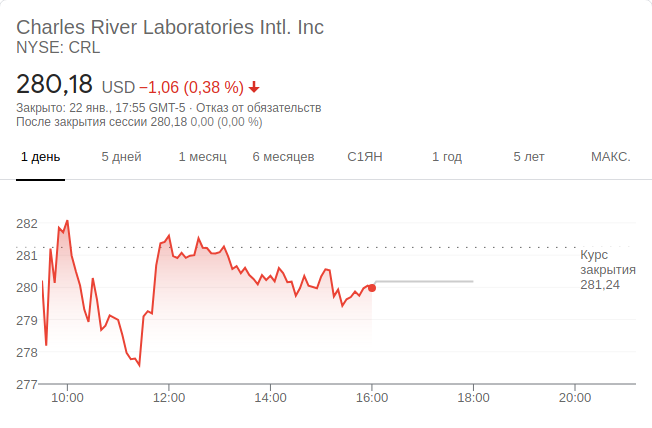 Charles River Laboratories Intl. Inc
NYSE: CRL
280,18 USD −1,06 (0,38 %)
Закрыто: 22 янв., 17:55 GMT-5 · Отказ от обязательств
После закрытия сессии 280,18 0,00 (0,00 %)
1 день 5 дней 1 месяц 6 месяцев С1ЯН 1 год 5 лет МАКС.
282
281
280
279
278
277
Курс
закрытия
281,24
10:00 12:00 14:00 16:00 18:00 20:00